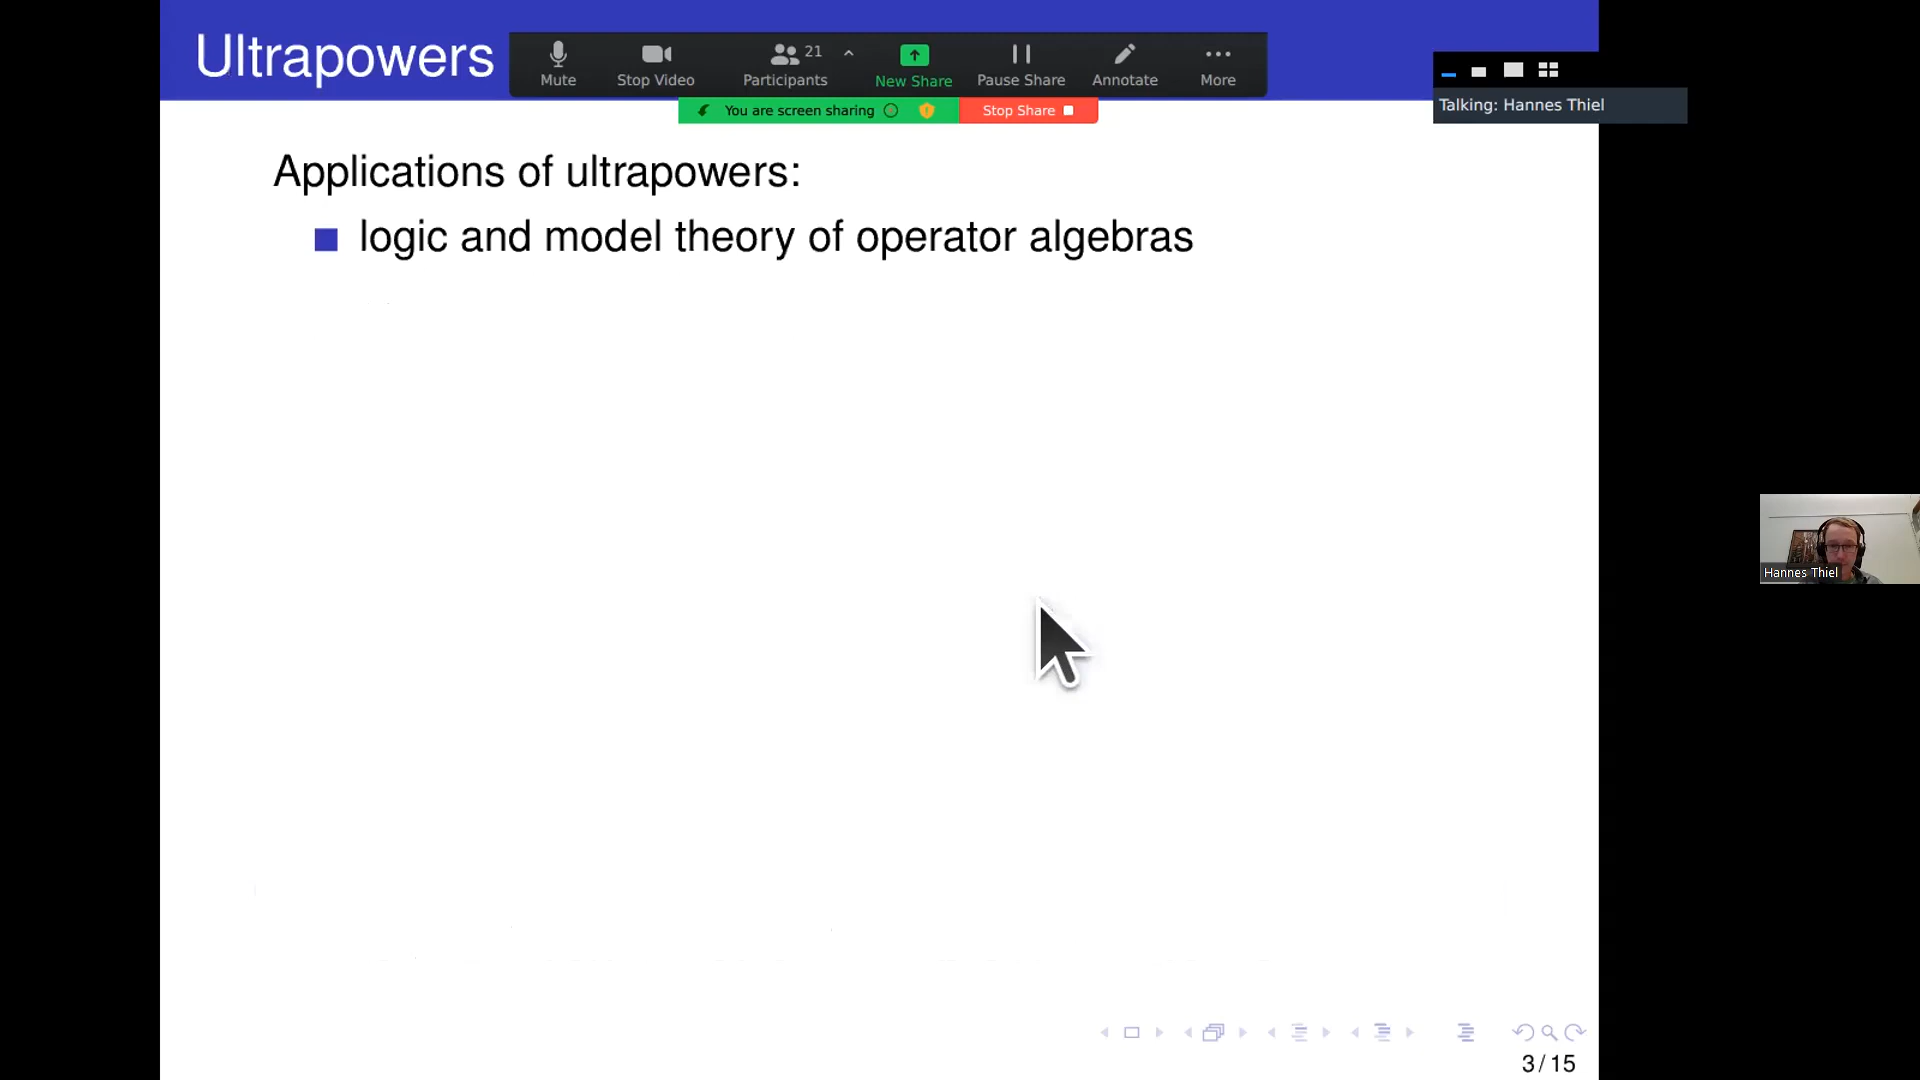 Ultrapowers
Mute
Stop Video
Participants
21
New Share
Pause Share
Annotate
More
You are screen sharing
Stop Share
Talking: Hannes Thiel
Applications of ultrapowers:
logic and model theory of operator algebras
Hannes Thiel
3 / 15